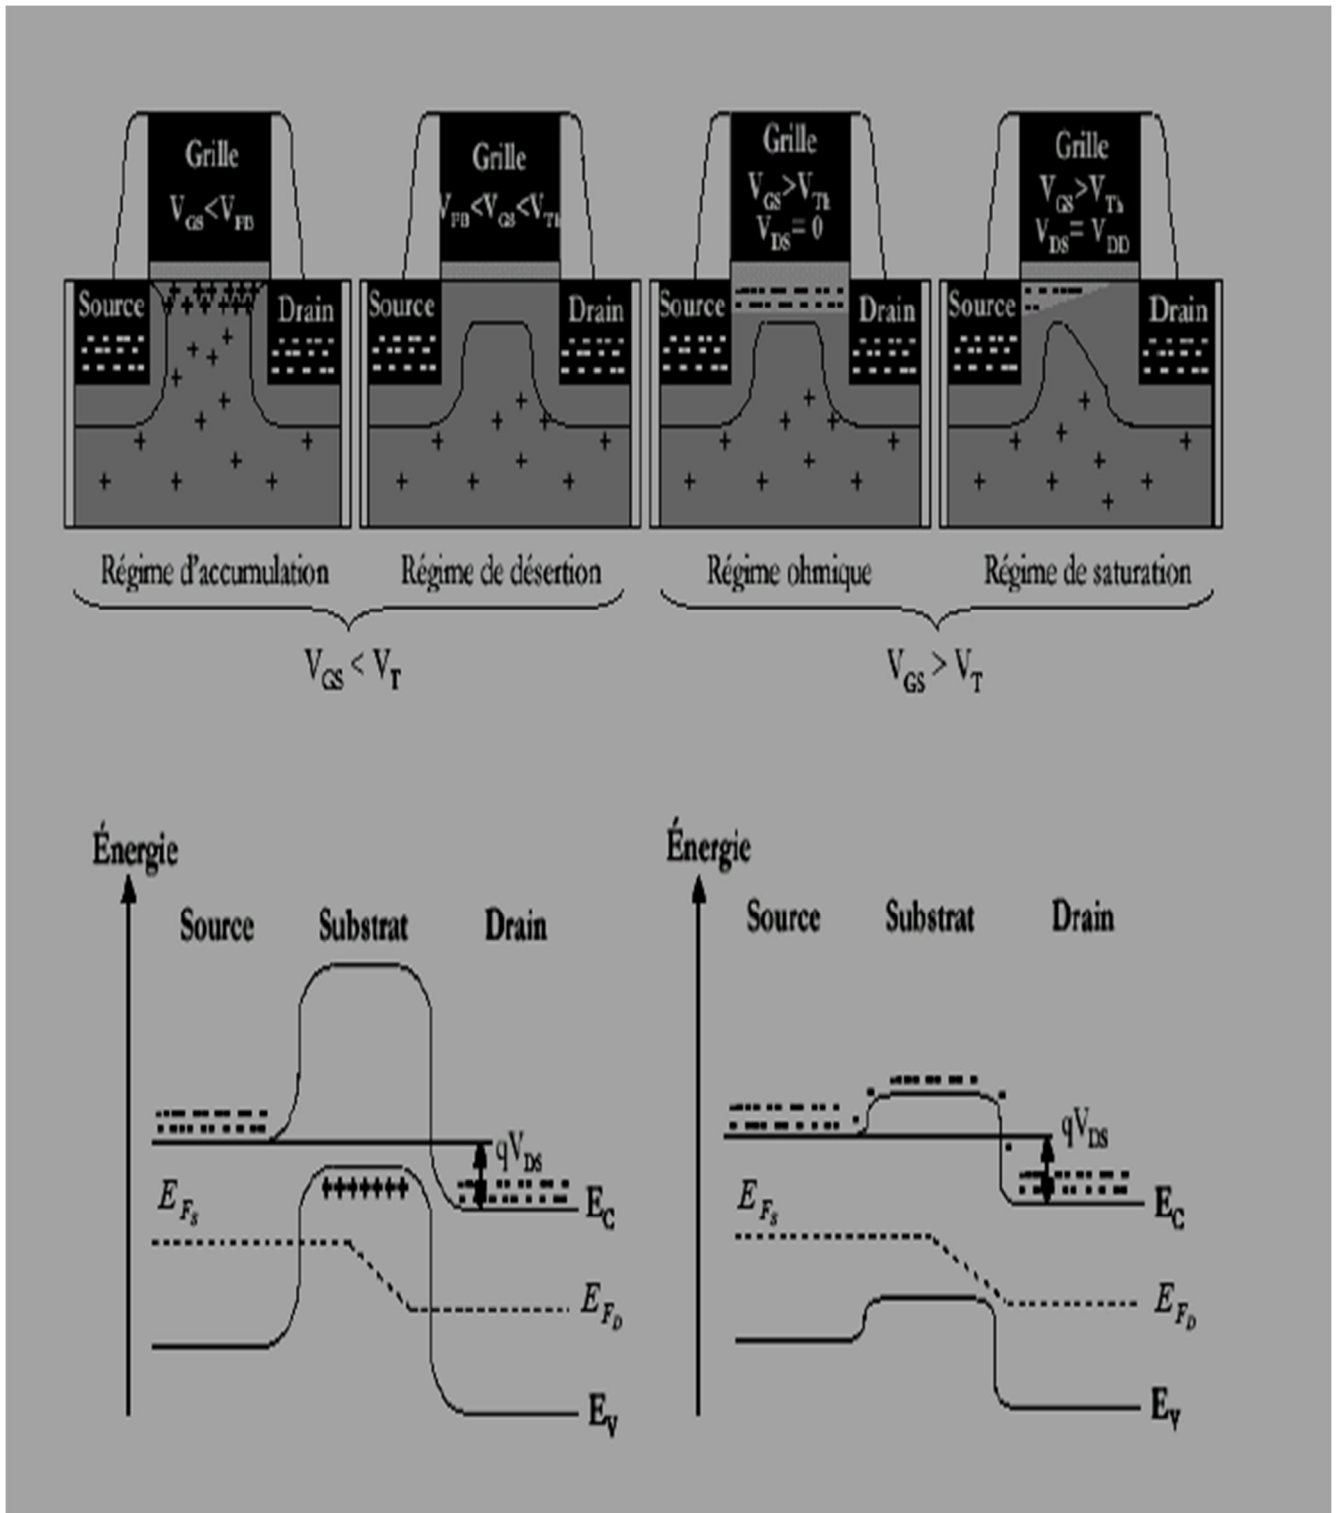 Grille
V_GS<V_FB
Source
Drain
Grille
V_FB<V_GS<V_Th
Source
Drain
Grille
V_GS>V_Th
V_DS= 0
Source
Drain
Grille
V_GS>V_Th
V_DS= V_DD
Source
Drain
Régime d'accumulation
Régime de désertion
Régime ohmique
Régime de saturation
V_GS < V_T
V_GS > V_T
Énergie
Source Substrat Drain
qV_DS
E_FS
E_C
E_FD
E_V
Énergie
Source Substrat Drain
qV_DS
E_FS
E_C
E_FD
E_V